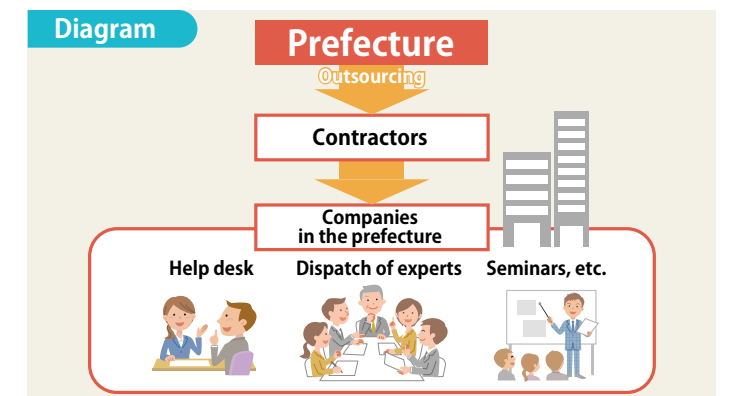 Diagram
Prefecture
Outsourcing
Contractors
Companies
in the prefecture
Help desk
Dispatch of experts
Seminars, etc.